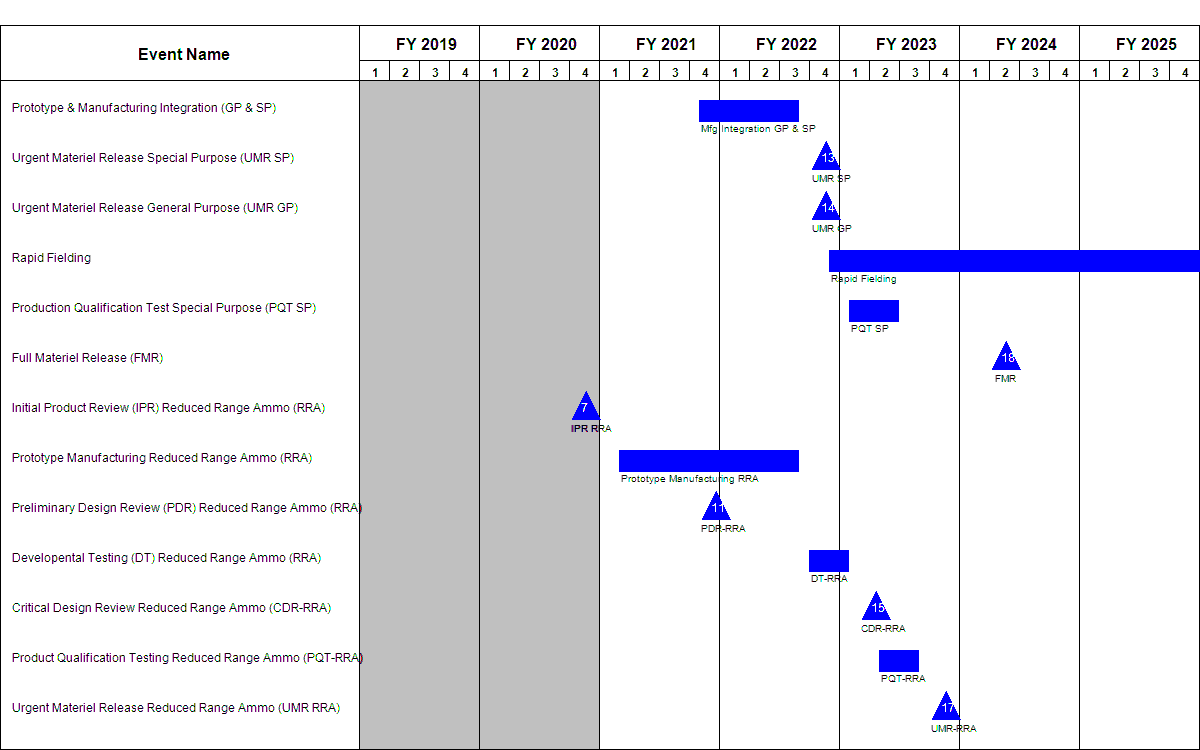 Event Name
FY 2019 FY 2020 FY 2021 FY 2022 FY 2023 FY 2024 FY 2025
1 2 3 4 1 2 3 4 1 2 3 4 1 2 3 4 1 2 3 4 1 2 3 4 1 2 3 4
Prototype & Manufacturing Integration (GP & SP)
Mfg Integration GP & SP
Urgent Materiel Release Special Purpose (UMR SP)
13
UMR SP
Urgent Materiel Release General Purpose (UMR GP)
14
UMR GP
Rapid Fielding
Rapid Fielding
Production Qualification Test Special Purpose (PQT SP)
PQT SP
Full Materiel Release (FMR)
18
FMR
Initial Product Review (IPR) Reduced Range Ammo (RRA)
7
IPR RRA
Prototype Manufacturing Reduced Range Ammo (RRA)
Prototype Manufacturing RRA
Preliminary Design Review (PDR) Reduced Range Ammo (RRA)
11
PDR-RRA
Developental Testing (DT) Reduced Range Ammo (RRA)
DT-RRA
Critical Design Review Reduced Range Ammo (CDR-RRA)
15
CDR-RRA
Product Qualification Testing Reduced Range Ammo (PQT-RRA)
PQT-RRA
Urgent Materiel Release Reduced Range Ammo (UMR RRA)
17
UMR-RRA